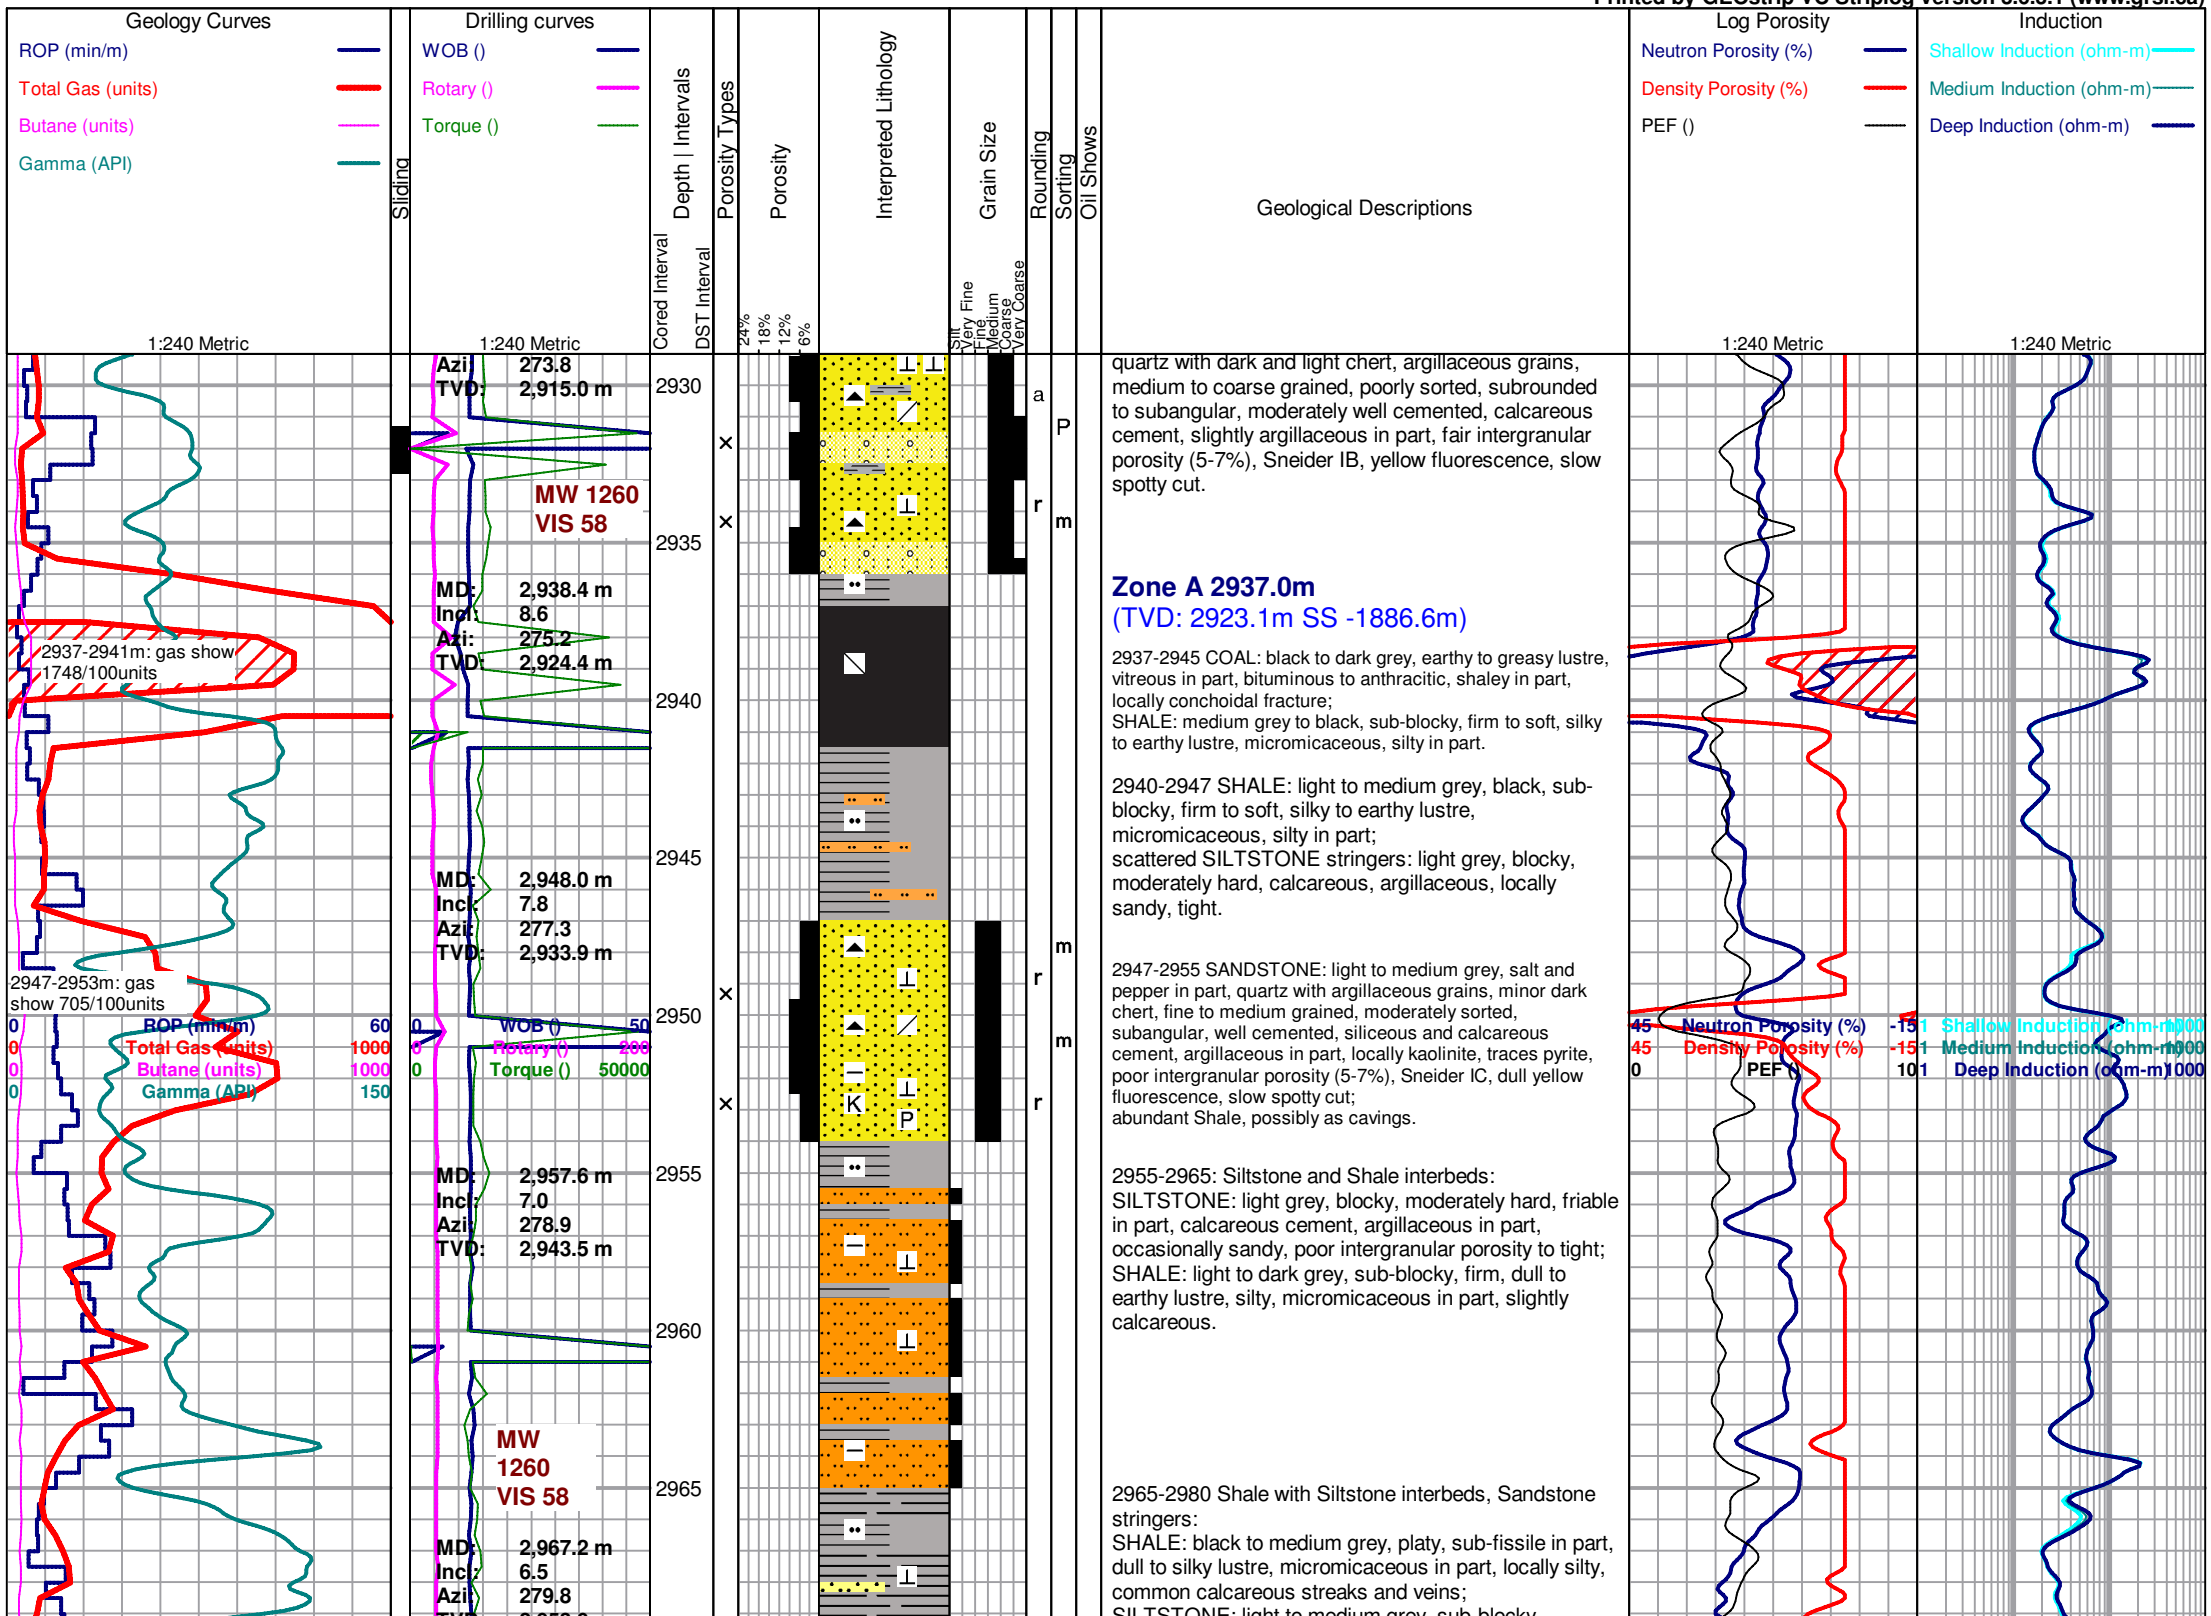 Geology Curves
ROP (min/m)
Total Gas (units)
Butane (units)
Gamma (API)
1:240 Metric
Sliding
Drilling curves
WOB ()
Rotary ()
Torque ()
1:240 Metric
Depth | Intervals
Cored Interval
DST Interval
Porosity Types
Porosity
24%
18%
12%
6%
Interpreted Lithology
Grain Size
Silt
Very Fine
Fine
Medium
Coarse
Very Coarse
Rounding
Sorting
Oil Shows
Geological Descriptions
Log Porosity
Neutron Porosity (%)
Density Porosity (%)
PEF ()
1:240 Metric
Induction
Shallow Induction (ohm-m)
Medium Induction (ohm-m)
Deep Induction (ohm-m)
1:240 Metric
Azi: 273.8
TVD: 2,915.0 m
MW 1260
VIS 58
MD: 2,938.4 m
Incl: 8.6
Azi: 275.2
TVD: 2,924.4 m
2937-2941m: gas show
1748/100units
MD: 2,948.0 m
Incl: 7.8
Azi: 277.3
TVD: 2,933.9 m
2947-2953m: gas
show 705/100units
0 ROP (min/m) 60
0 Total Gas (units) 1000
0 Butane (units) 1000
0 Gamma (API) 150
0 WOB () 50
0 Rotary () 200
0 Torque () 50000
MD: 2,957.6 m
Incl: 7.0
Azi: 278.9
TVD: 2,943.5 m
MW
1260
VIS 58
MD: 2,967.2 m
Incl: 6.5
Azi: 279.8
2930
2935
2940
2945
2950
2955
2960
2965
K
P
a
P
r
m
m
r
m
r
quartz with dark and light chert, argillaceous grains,
medium to coarse grained, poorly sorted, subrounded
to subangular, moderately well cemented, calcareous
cement, slightly argillaceous in part, fair intergranular
porosity (5-7%), Sneider IB, yellow fluorescence, slow
spotty cut.
Zone A 2937.0m
(TVD: 2923.1m SS -1886.6m)
2937-2945 COAL: black to dark grey, earthy to greasy lustre,
vitreous in part, bituminous to anthracitic, shaley in part,
locally conchoidal fracture;
SHALE: medium grey to black, sub-blocky, firm to soft, silky
to earthy lustre, micromicaceous, silty in part.
2940-2947 SHALE: light to medium grey, black, sub-
blocky, firm to soft, silky to earthy lustre,
micromicaceous, silty in part;
scattered SILTSTONE stringers: light grey, blocky,
moderately hard, calcareous, argillaceous, locally
sandy, tight.
2947-2955 SANDSTONE: light to medium grey, salt and
pepper in part, quartz with argillaceous grains, minor dark
chert, fine to medium grained, moderately sorted,
subangular, well cemented, siliceous and calcareous
cement, argillaceous in part, locally kaolinite, traces pyrite,
poor intergranular porosity (5-7%), Sneider IC, dull yellow
fluorescence, slow spotty cut;
abundant Shale, possibly as cavings.
2955-2965: Siltstone and Shale interbeds:
SILTSTONE: light grey, blocky, moderately hard, friable
in part, calcareous cement, argillaceous in part,
occasionally sandy, poor intergranular porosity to tight;
SHALE: light to dark grey, sub-blocky, firm, dull to
earthy lustre, silty, micromicaceous in part, slightly
calcareous.
2965-2980 Shale with Siltstone interbeds, Sandstone
stringers:
SHALE: black to medium grey, platy, sub-fissile in part,
dull to silky lustre, micromicaceous in part, locally silty,
common calcareous streaks and veins;
SILTSTONE: light to medium grey, sub-blocky
45 Neutron Porosity (%) -15
45 Density Porosity (%) -15
0 PEF () 10
1 Shallow Induction (ohm-m) 1000
1 Medium Induction (ohm-m) 1000
1 Deep Induction (ohm-m) 1000